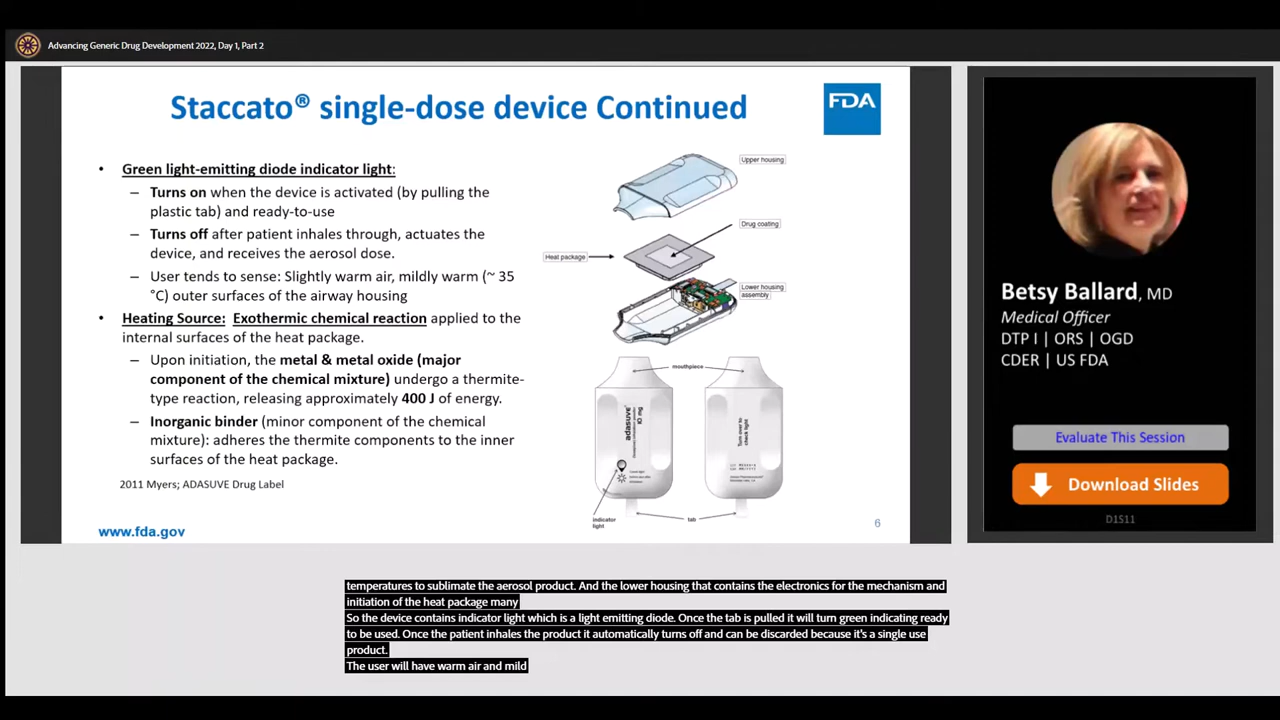 Advancing Generic Drug Development 2022, Day 1, Part 2
Staccato® single-dose device Continued
FDA
• Green light-emitting diode indicator light:
– Turns on when the device is activated (by pulling the
plastic tab) and ready-to-use
– Turns off after patient inhales through, actuates the
device, and receives the aerosol dose.
– User tends to sense: Slightly warm air, mildly warm (~ 35
°C) outer surfaces of the airway housing
• Heating Source: Exothermic chemical reaction applied to the
internal surfaces of the heat package.
– Upon initiation, the metal & metal oxide (major
component of the chemical mixture) undergo a thermite-
type reaction, releasing approximately 400 J of energy.
– Inorganic binder (minor component of the chemical
mixture): adheres the thermite components to the inner
surfaces of the heat package.
2011 Myers; ADASUVE Drug Label
www.fda.gov
Upper housing
Drug coating
Heat package
Lower housing
assembly
mouthpiece
adasuve
10 mg
Turn over to
check light
indicator
light
tab
6
Betsy Ballard, MD
Medical Officer
DTP I | ORS | OGD
CDER | US FDA
Evaluate This Session
Download Slides
D1S11
temperatures to sublimate the aerosol product. And the lower housing that contains the electronics for the mechanism and
initiation of the heat package many
So the device contains indicator light which is a light emitting diode. Once the tab is pulled it will turn green indicating ready
to be used. Once the patient inhales the product it automatically turns off and can be discarded because it's a single use
product.
The user will have warm air and mild